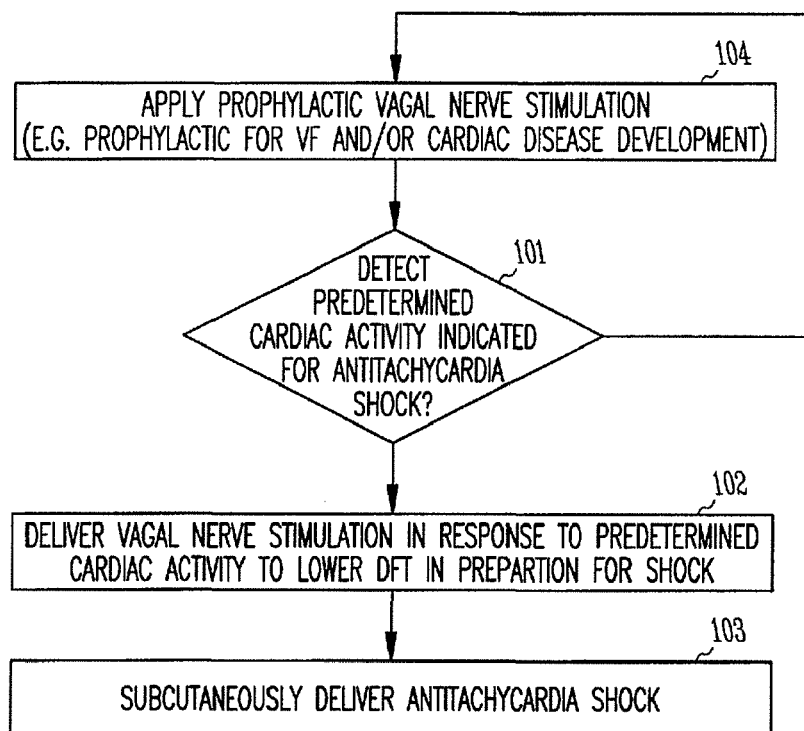 104
APPLY PROPHYLACTIC VAGAL NERVE STIMULATION
(E.G. PROPHYLACTIC FOR VF AND/OR CARDIAC DISEASE DEVELOPMENT)
101
DETECT
PREDETERMINED
CARDIAC ACTIVITY INDICATED
FOR ANTITACHYCARDIA
SHOCK?
102
DELIVER VAGAL NERVE STIMULATION IN RESPONSE TO PREDETERMINED
CARDIAC ACTIVITY TO LOWER DFT IN PREPARTION FOR SHOCK
103
SUBCUTANEOUSLY DELIVER ANTITACHYCARDIA SHOCK